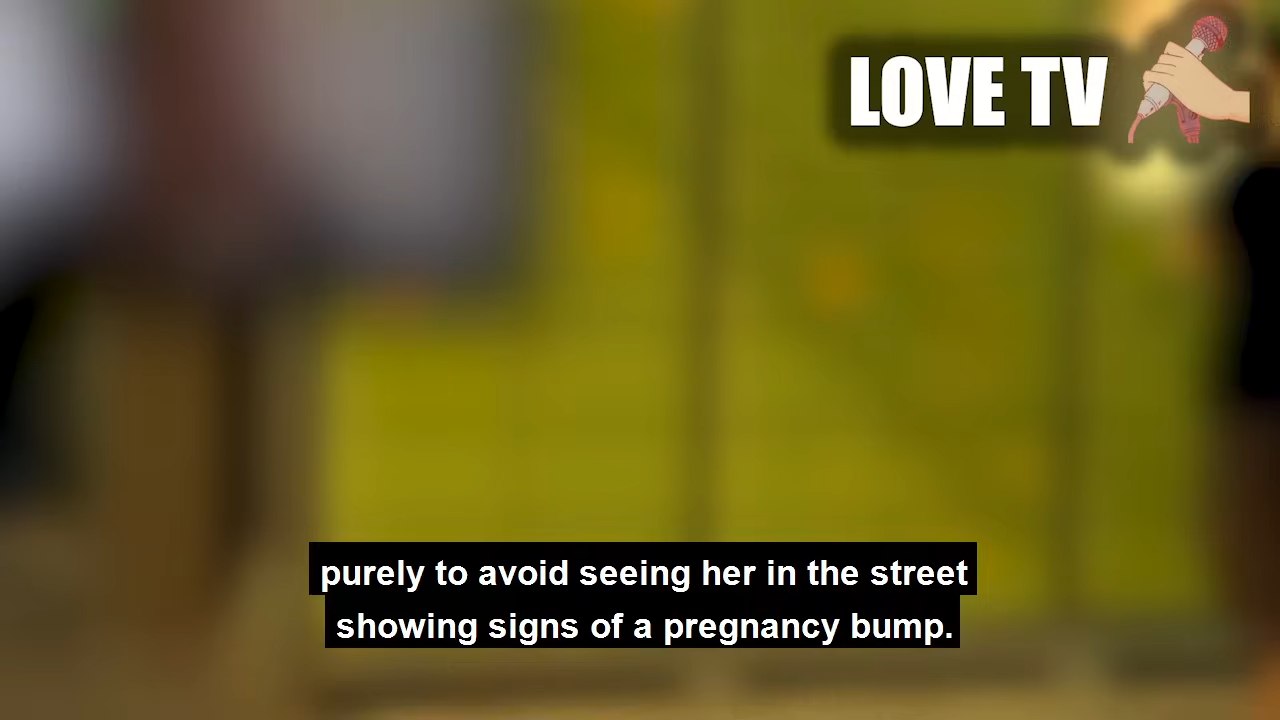 LOVE TV
purely to avoid seeing her in the street
showing signs of a pregnancy bump.